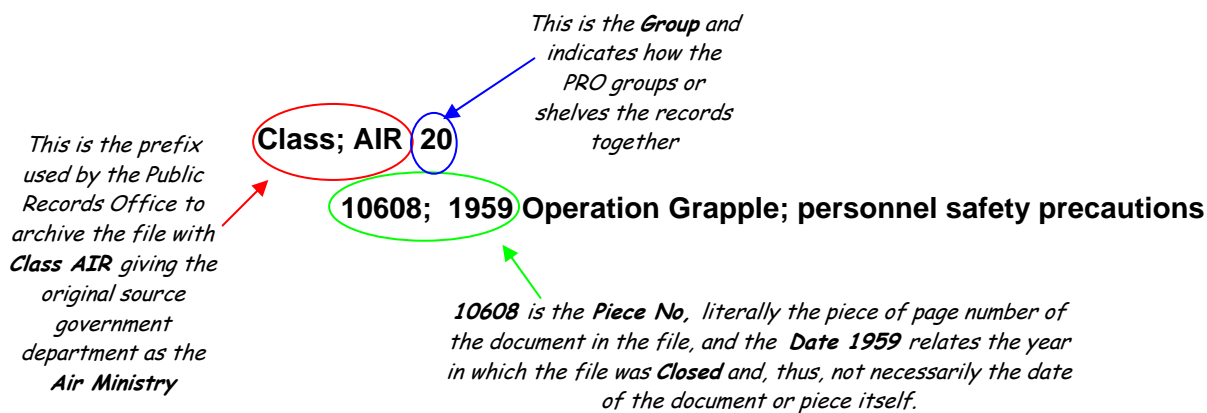 This is the Group and
indicates how the
PRO groups or
shelves the records
together
Class; AIR 20
This is the prefix
used by the Public
Records Office to
archive the file with
Class AIR giving the
original source
government
department as the
Air Ministry
10608; 1959 Operation Grapple; personnel safety precautions
10608 is the Piece No, literally the piece of page number of
the document in the file, and the Date 1959 relates the year
in which the file was Closed and, thus, not necessarily the date
of the document or piece itself.